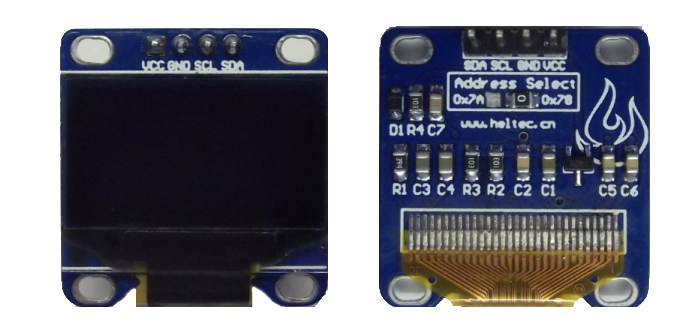 VCC GND SCL SDA
SDA SCL GND VCC
Address Select
0x7A 0 0x78
www.heltec.cn
D1 R4 C7
R1 C3 C4 R3 R2 C2 C1 C5 C6